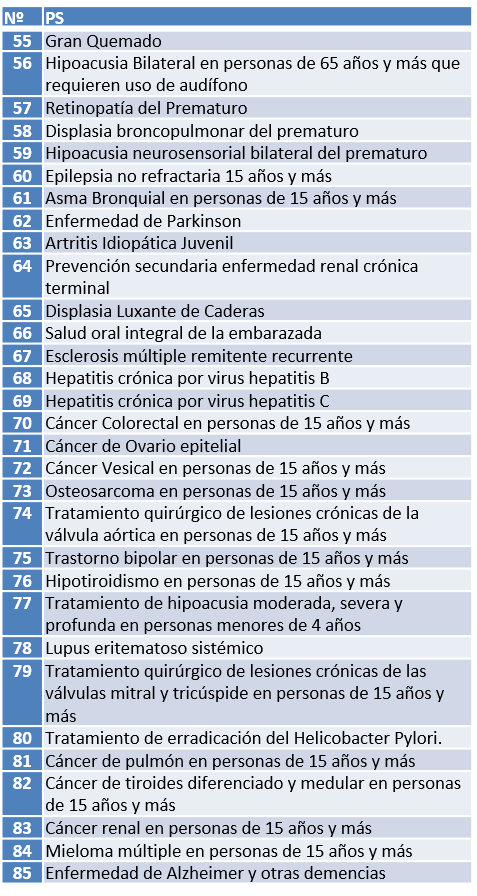 Nº PS
55 Gran Quemado
56 Hipoacusia Bilateral en personas de 65 años y más que
requieren uso de audífono
57 Retinopatía del Prematuro
58 Displasia broncopulmonar del prematuro
59 Hipoacusia neurosensorial bilateral del prematuro
60 Epilepsia no refractaria 15 años y más
61 Asma Bronquial en personas de 15 años y más
62 Enfermedad de Parkinson
63 Artritis Idiopática Juvenil
64 Prevención secundaria enfermedad renal crónica
terminal
65 Displasia Luxante de Caderas
66 Salud oral integral de la embarazada
67 Esclerosis múltiple remitente recurrente
68 Hepatitis crónica por virus hepatitis B
69 Hepatitis crónica por virus hepatitis C
70 Cáncer Colorectal en personas de 15 años y más
71 Cáncer de Ovario epitelial
72 Cáncer Vesical en personas de 15 años y más
73 Osteosarcoma en personas de 15 años y más
74 Tratamiento quirúrgico de lesiones crónicas de la
válvula aórtica en personas de 15 años y más
75 Trastorno bipolar en personas de 15 años y más
76 Hipotiroidismo en personas de 15 años y más
77 Tratamiento de hipoacusia moderada, severa y
profunda en personas menores de 4 años
78 Lupus eritematoso sistémico
79 Tratamiento quirúrgico de lesiones crónicas de las
válvulas mitral y tricúspide en personas de 15 años y
más
80 Tratamiento de erradicación del Helicobacter Pylori.
81 Cáncer de pulmón en personas de 15 años y más
82 Cáncer de tiroides diferenciado y medular en personas
de 15 años y más
83 Cáncer renal en personas de 15 años y más
84 Mieloma múltiple en personas de 15 años y más
85 Enfermedad de Alzheimer y otras demencias